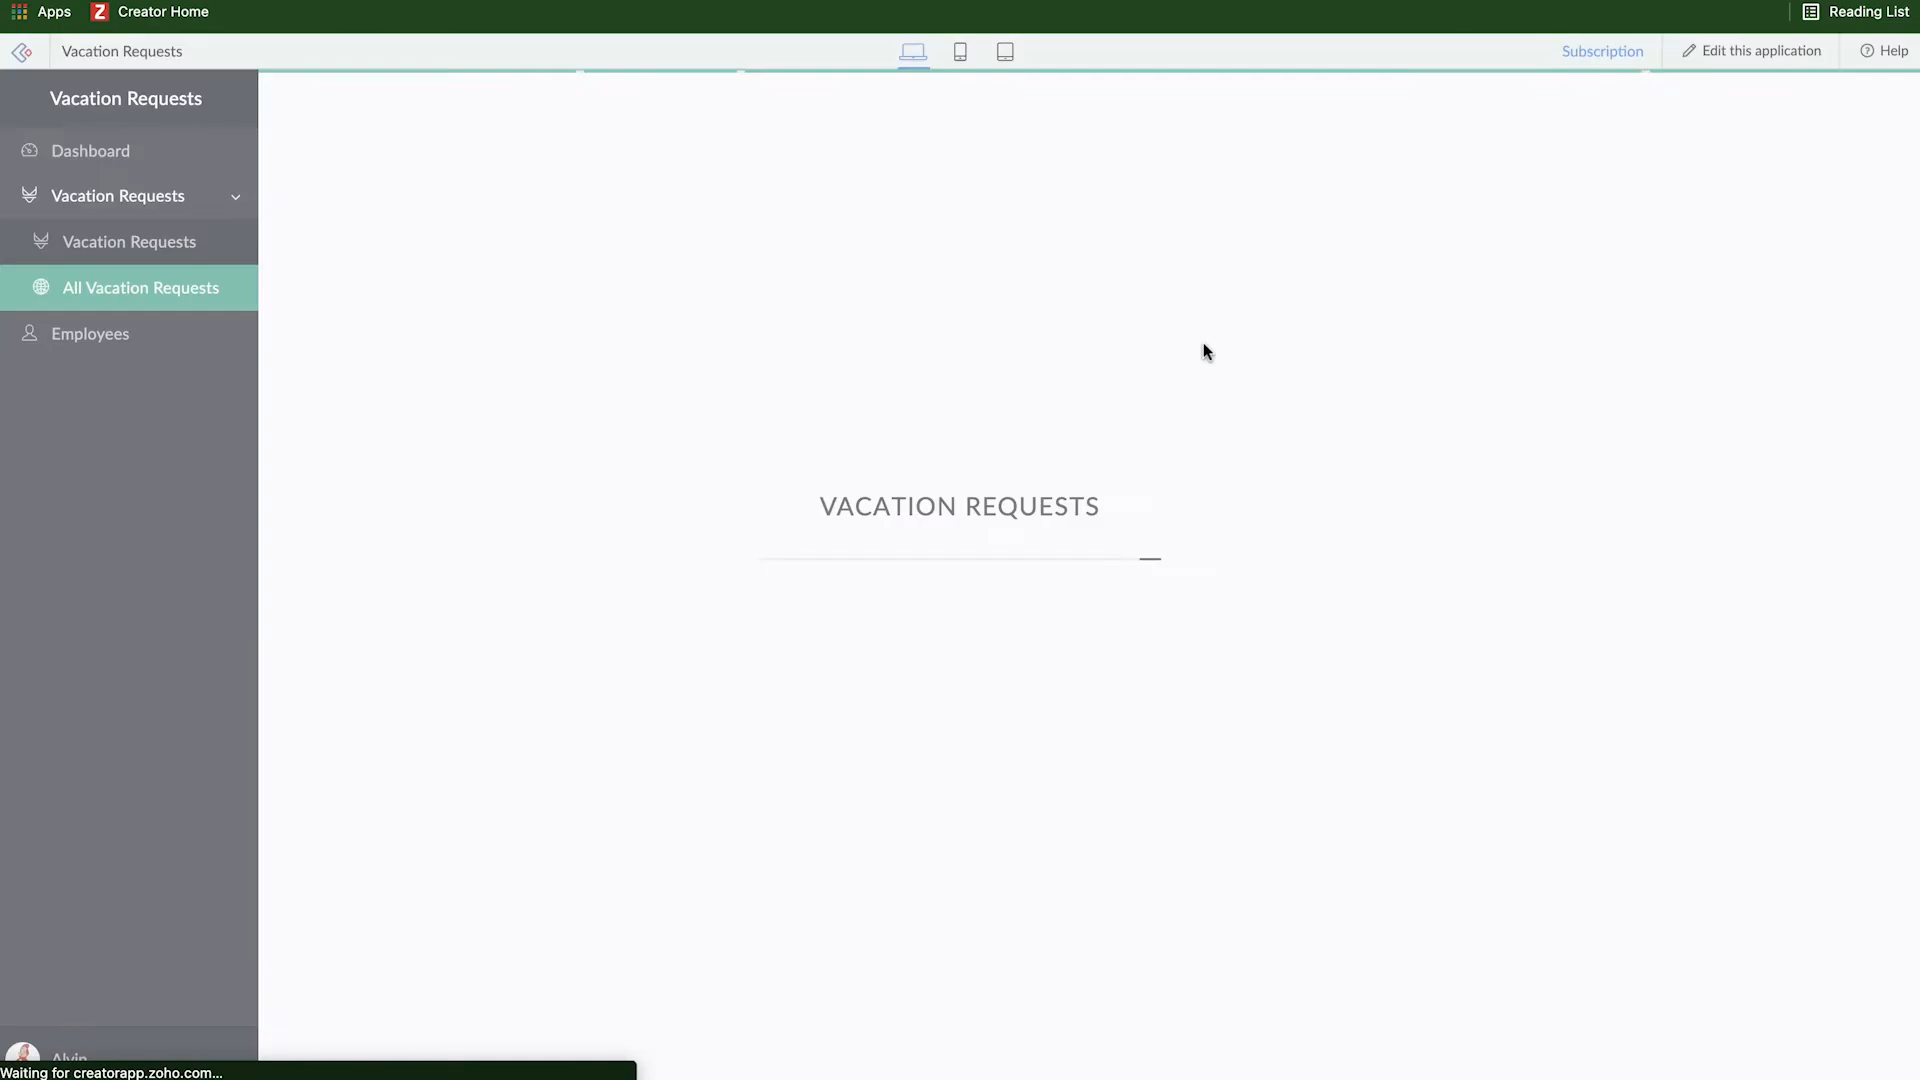 Apps
Creator Home
Reading List
Vacation Requests
Subscription
Edit this application
Help
Vacation Requests
Dashboard
Vacation Requests
Vacation Requests
All Vacation Requests
Employees
VACATION REQUESTS
Alvin
Waiting for creatorapp.zoho.com...